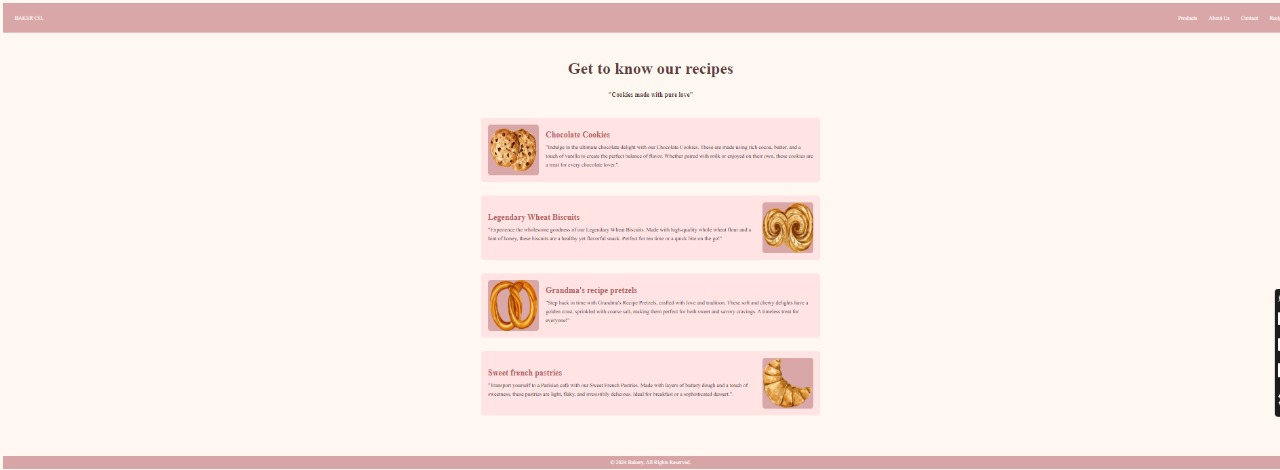 BAKER CO.
Products About Us Contact
Get to know our recipes
"Cookies made with pure love"
Chocolate Cookies
"Indulge in the ultimate chocolate delight with our Chocolate Cookies. These are made using rich cocoa, butter, and a
touch of vanilla to create the perfect balance of flavor. Whether paired with milk or enjoyed on their own, these cookies are
a treat for every chocolate lover.".
Legendary Wheat Biscuits
"Experience the wholesome goodness of our Legendary Wheat Biscuits. Made with high-quality whole wheat flour and a
hint of honey, these biscuits are a healthy yet flavorful snack. Perfect for tea time or a quick bite on the go!"
Grandma's recipe pretzels
"Step back in time with Grandma's Recipe Pretzels, crafted with love and tradition. These soft and chewy delights have a
golden crust, sprinkled with coarse salt, making them perfect for both sweet and savory cravings. A timeless treat for
everyone!"
Sweet french pastries
"Transport yourself to a Parisian café with our Sweet French Pastries. Made with layers of buttery dough and a touch of
sweetness, these pastries are light, flaky, and irresistibly delicious. Ideal for breakfast or a sophisticated dessert.".
© 2024 Bakery. All Rights Reserved.